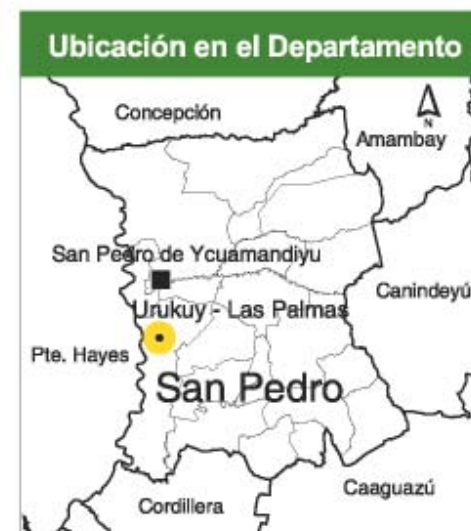 Ubicación en el Departamento
Concepción
N
Amambay
San Pedro de Ycuamandiyu
Canindeyú
Urukuy - Las Palmas
Pte. Hayes
San Pedro
Caaguazú
Cordillera